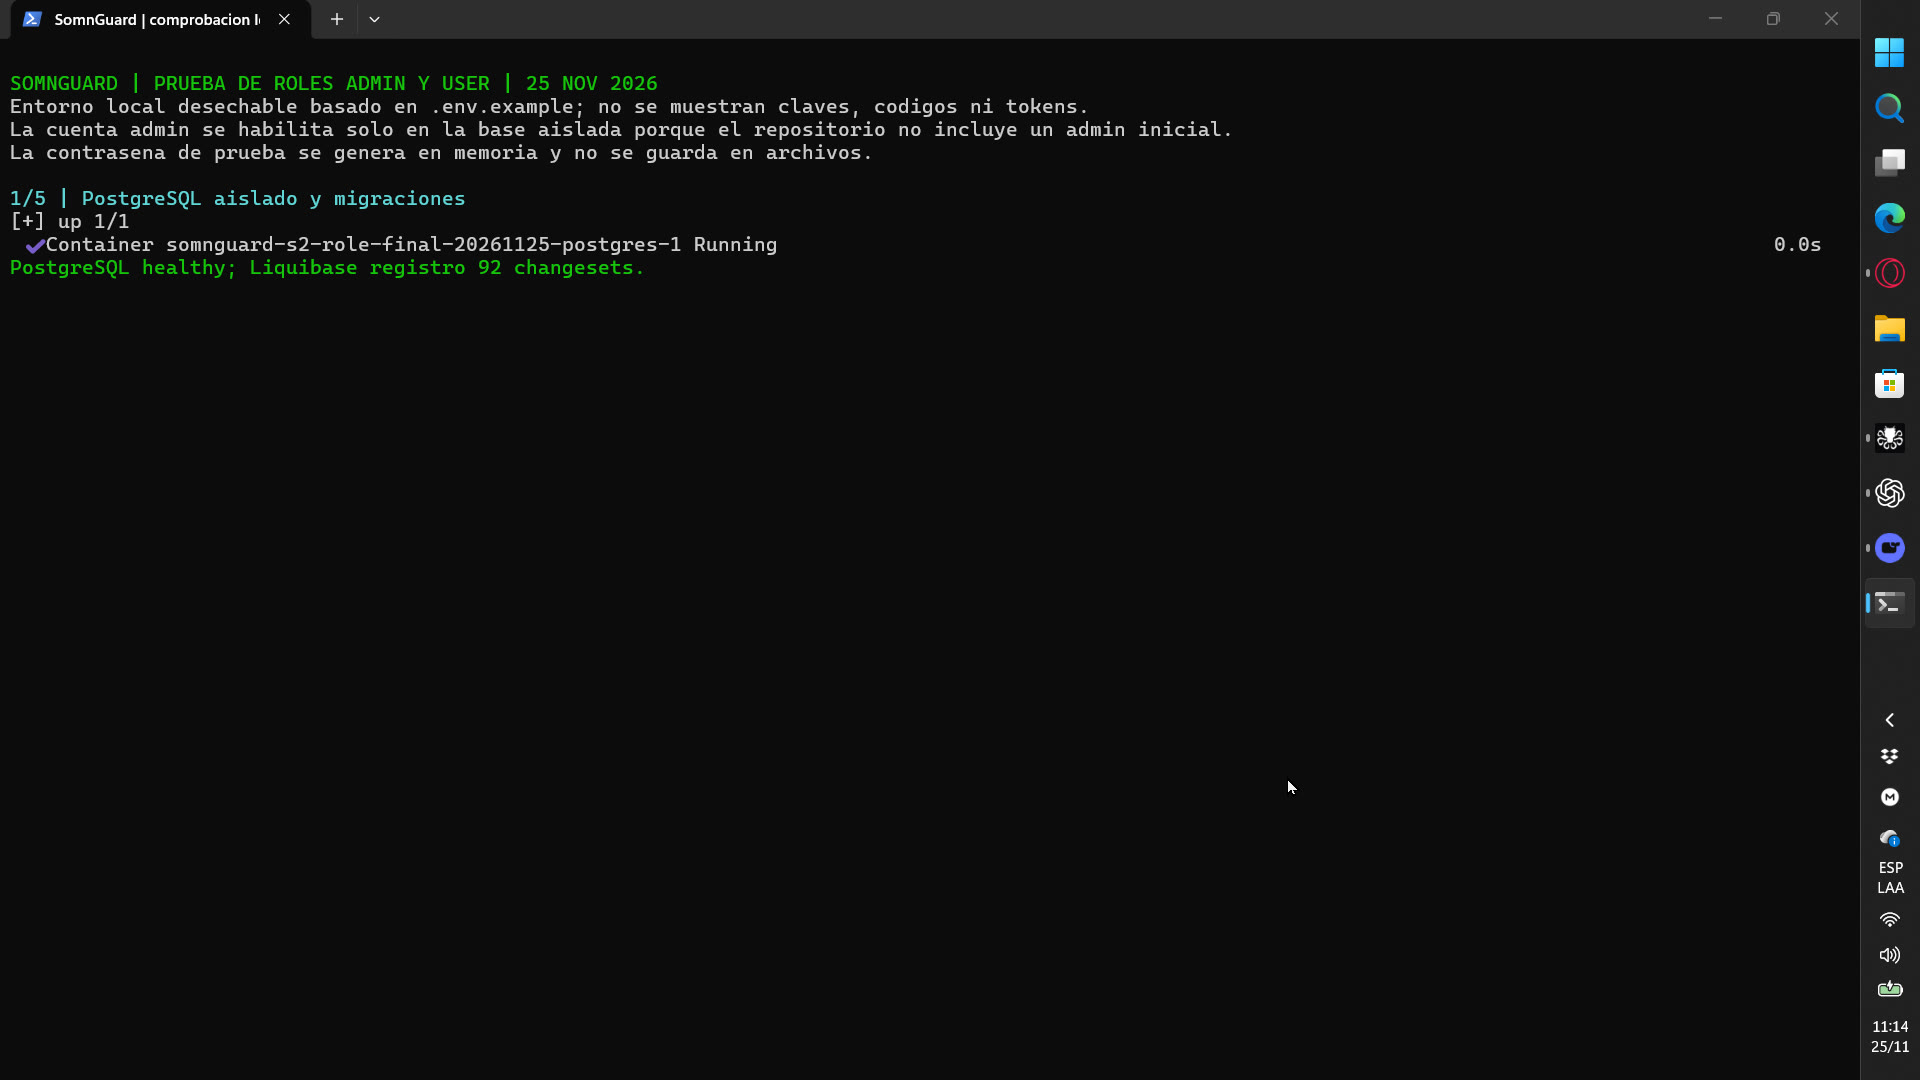 SomnGuard | comprobacion l
SOMNGUARD | PRUEBA DE ROLES ADMIN Y USER | 25 NOV 2026
Entorno local desechable basado en .env.example; no se muestran claves, codigos ni tokens.
La cuenta admin se habilita solo en la base aislada porque el repositorio no incluye un admin inicial.
La contrasena de prueba se genera en memoria y no se guarda en archivos.
1/5 | PostgreSQL aislado y migraciones
[+] up 1/1
✔Container somnguard-s2-role-final-20261125-postgres-1 Running 0.0s
PostgreSQL healthy; Liquibase registro 92 changesets.
ESP
LAA
11:14
25/11